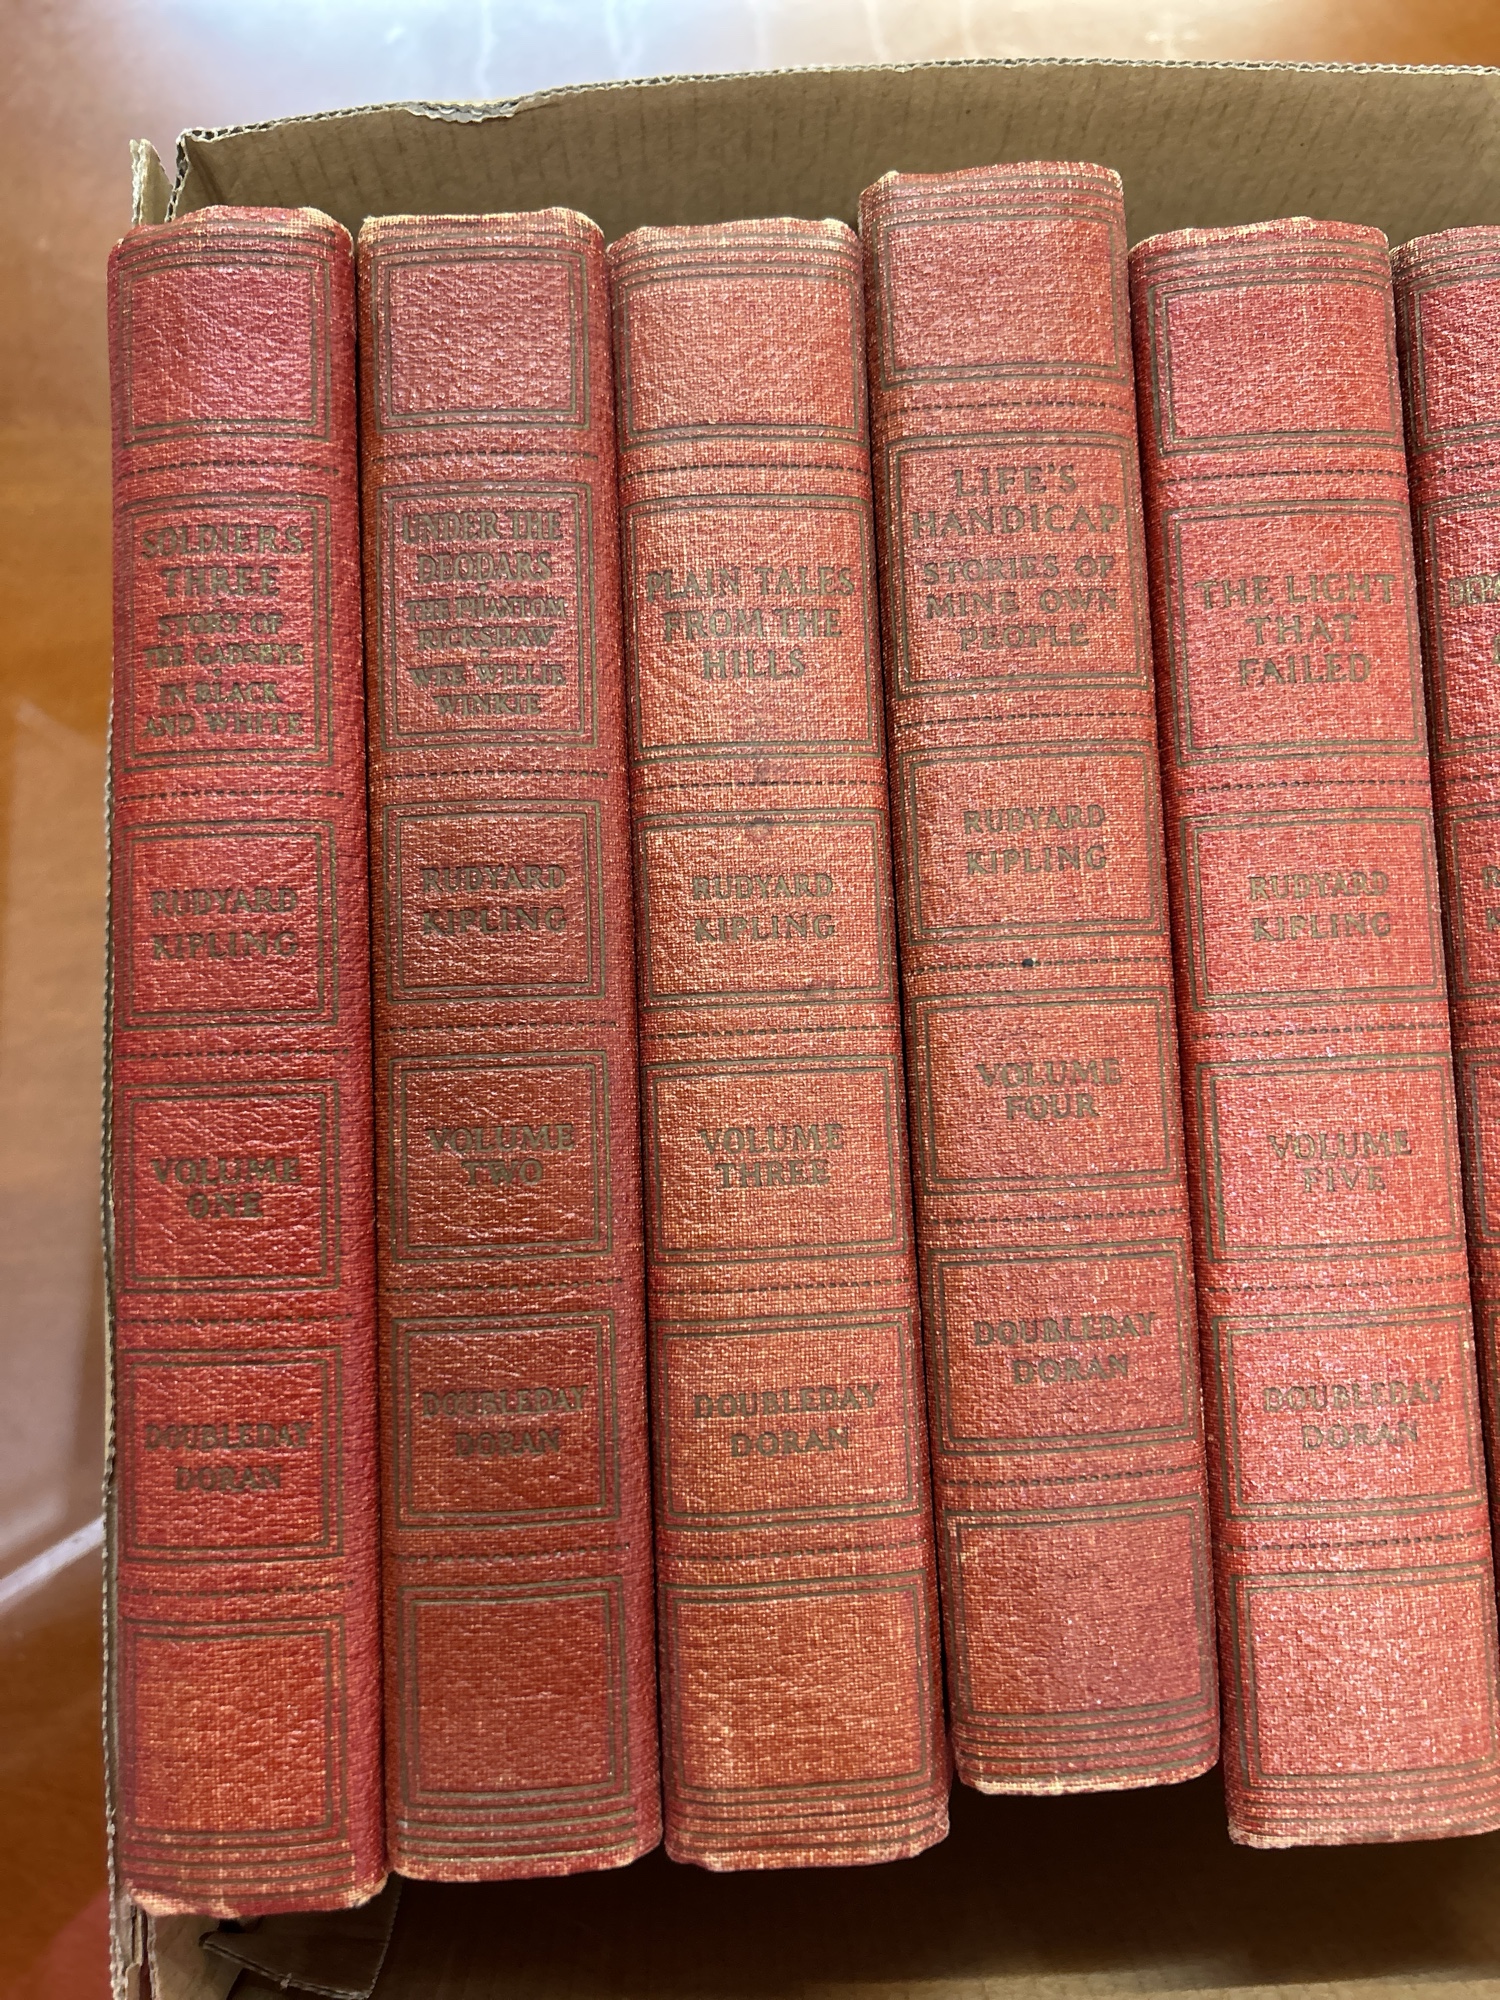 SOLDIERS
THREE
STORY OF
THE GADSBYS
IN BLACK
AND WHITE
RUDYARD
KIPLING
VOLUME
ONE
DOUBLEDAY
DORAN
UNDER THE
DEODARS
THE PHANTOM
RICKSHAW
WEE WILLIE
WINKIE
RUDYARD
KIPLING
VOLUME
TWO
DOUBLEDAY
DORAN
PLAIN TALES
FROM THE
HILLS
RUDYARD
KIPLING
VOLUME
THREE
DOUBLEDAY
DORAN
LIFE'S
HANDICAP
STORIES OF
MINE OWN
PEOPLE
RUDYARD
KIPLING
VOLUME
FOUR
DOUBLEDAY
DORAN
THE LIGHT
THAT
FAILED
RUDYARD
KIPLING
VOLUME
FIVE
DOUBLEDAY
DORAN